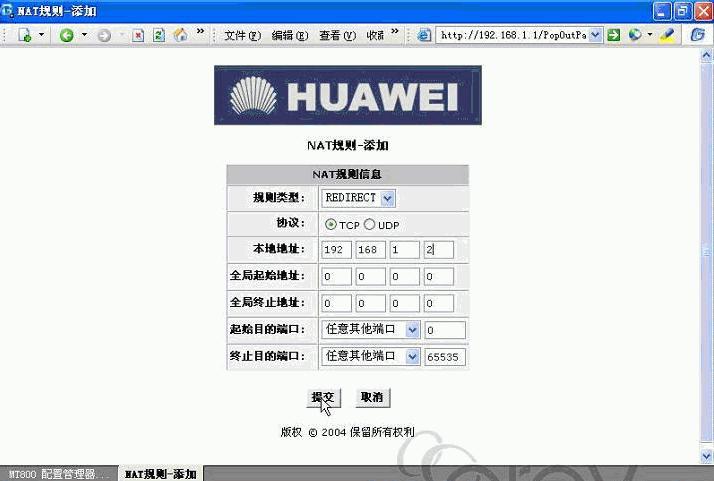 NAT规则-添加
文件(F) 编辑(E) 查看(V) 收藏 » http://192.168.1.1/PopOutPa
HUAWEI
NAT规则-添加
NAT规则信息
规则类型: REDIRECT
协议: TCP UDP
本地地址: 192 168 1 2
全局起始地址: 0 0 0 0
全局终止地址: 0 0 0 0
起始目的端口: 任意其他端口 0
终止目的端口: 任意其他端口 65535
提交 取消
版权 © 2004 保留所有权利
MT800 配置管理器... NAT规则-添加